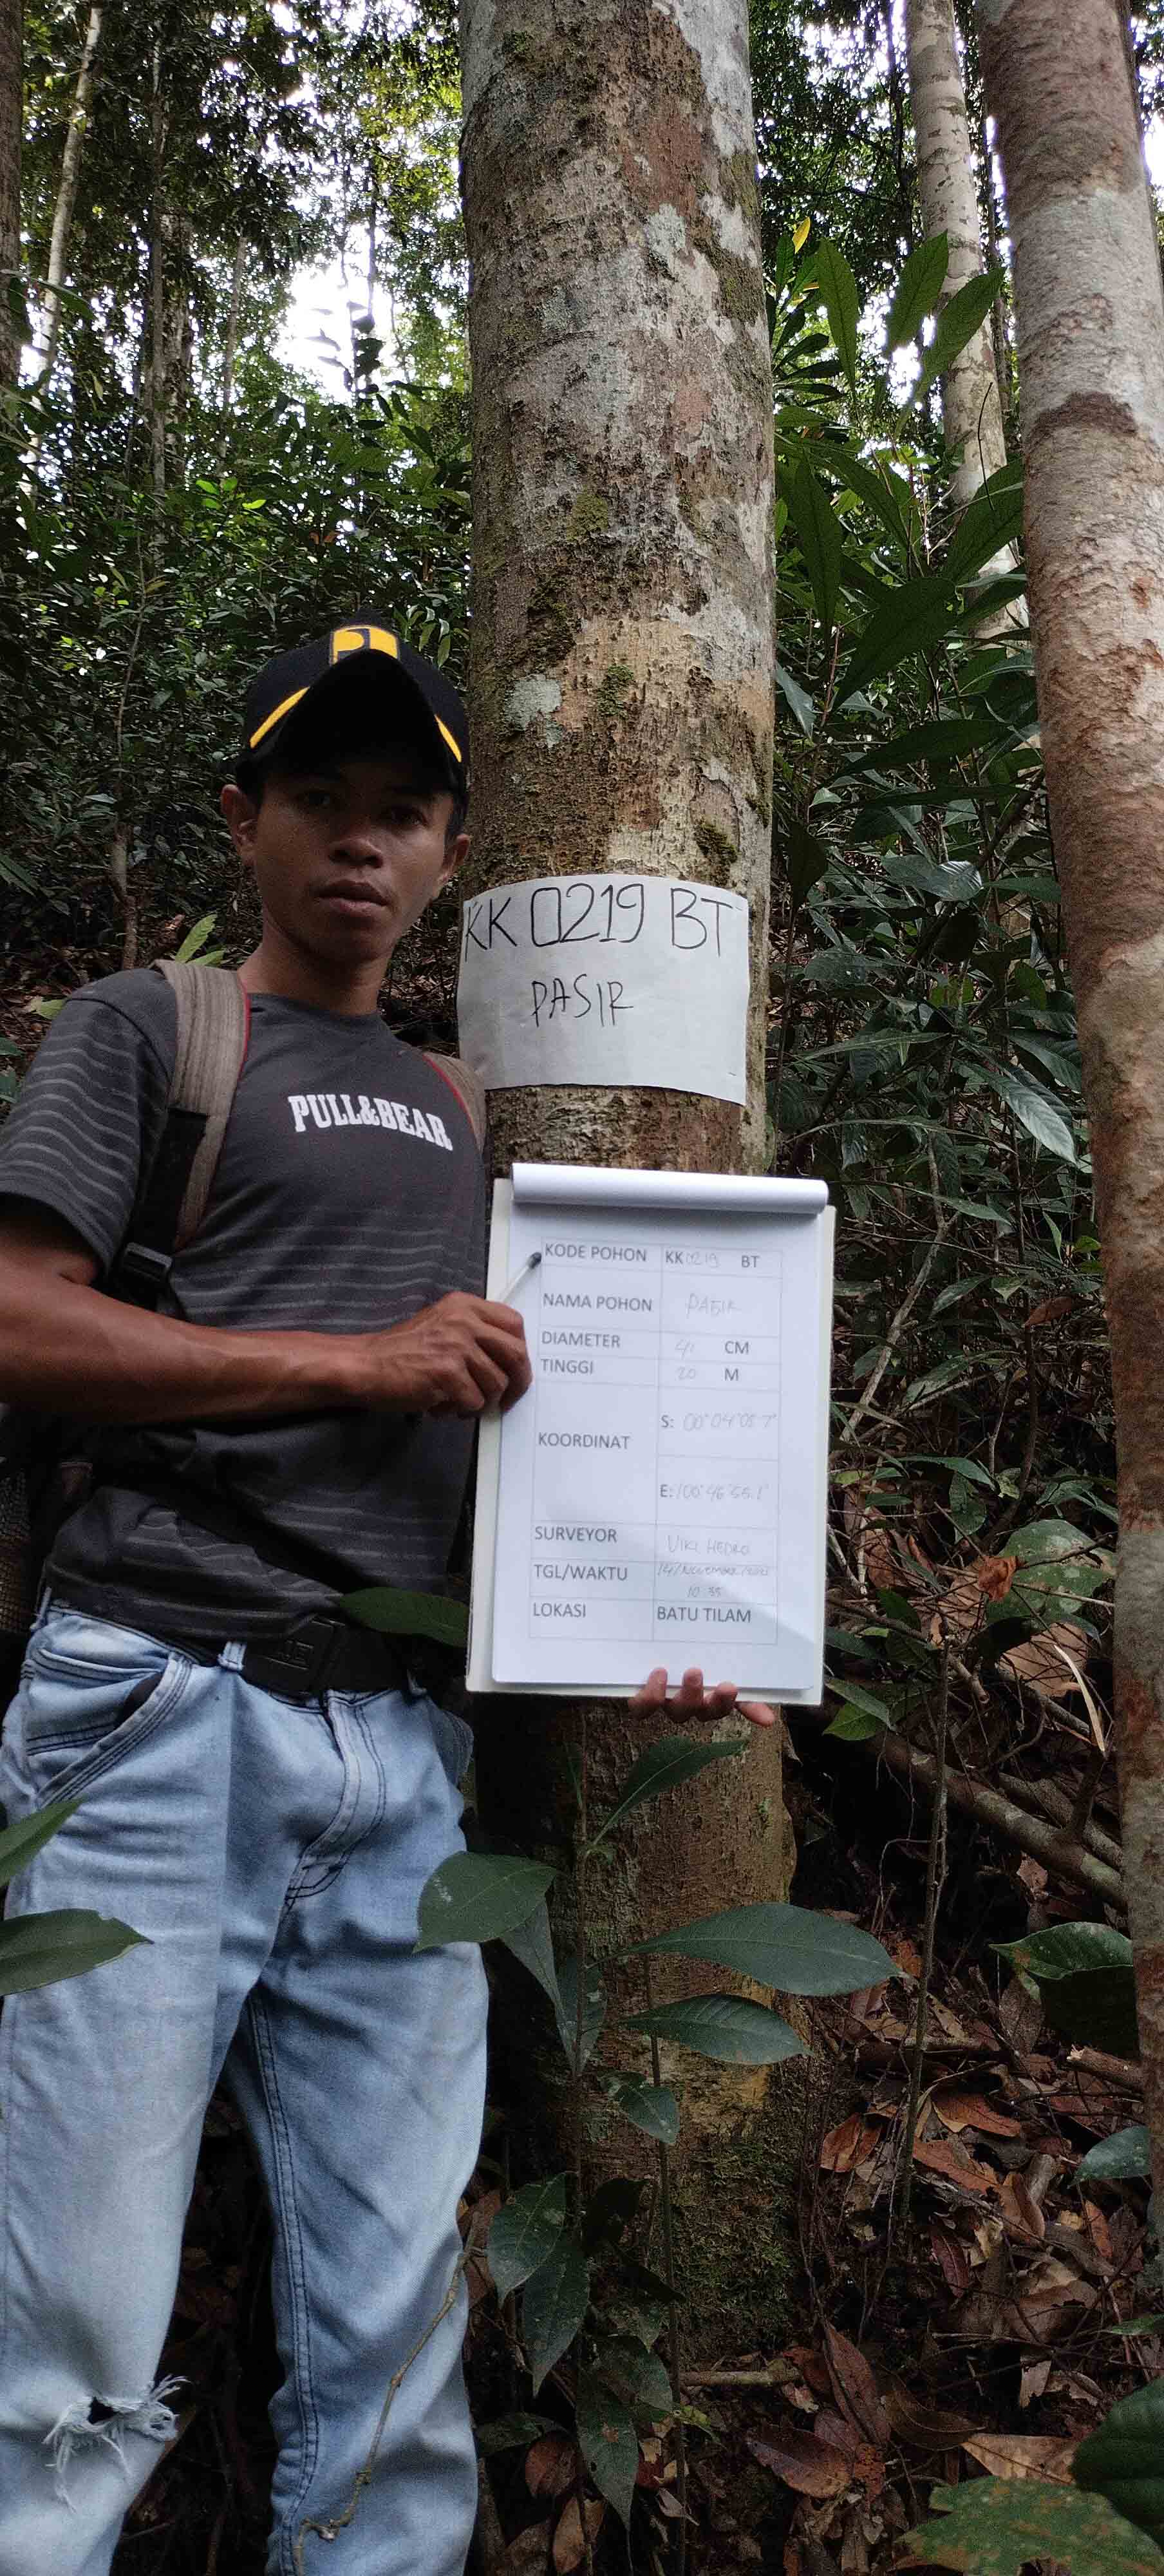 KK 0219 BT
PASIR
PULL&BEAR
KODE POHON KK 0219 BT
NAMA POHON PASIR
DIAMETER 41 CM
TINGGI 20 M
KOORDINAT
S: 00°04'05.7"
E: 100°46'55.1"
SURVEYOR VIKI HEDRO
TGL/WAKTU 14/November/
10:35
LOKASI BATU TILAM